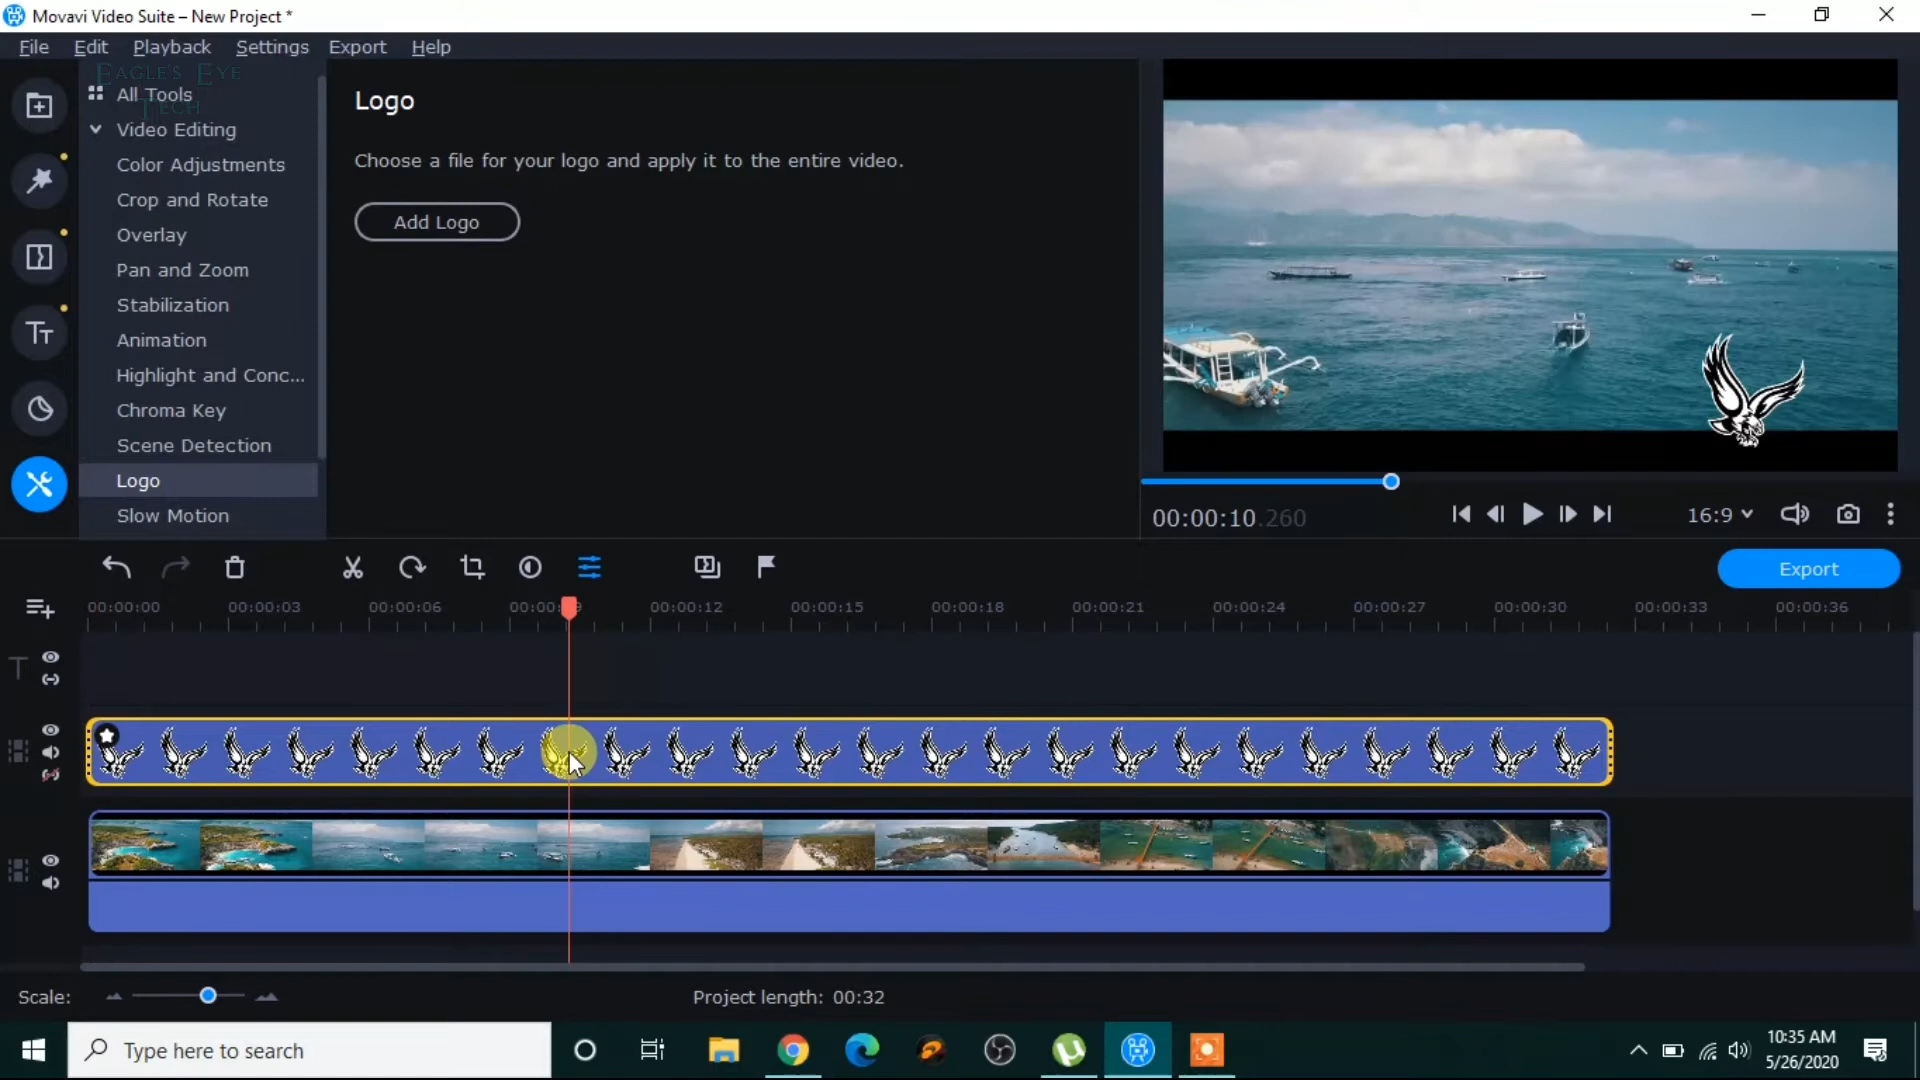 Movavi Video Suite – New Project *
File Edit Playback Settings Export Help
EAGLE'S EYE
TECH
All Tools
Video Editing
Color Adjustments
Crop and Rotate
Overlay
Pan and Zoom
Stabilization
Animation
Highlight and Conc...
Chroma Key
Scene Detection
Logo
Slow Motion
Logo
Choose a file for your logo and apply it to the entire video.
Add Logo
00:00:10.260
16:9
Export
00:00:00 00:00:03 00:00:06 00:00:12 00:00:15 00:00:18 00:00:21 00:00:24 00:00:27 00:00:30 00:00:33 00:00:36
Scale:
Project length: 00:32
Type here to search
10:35 AM
5/26/2020